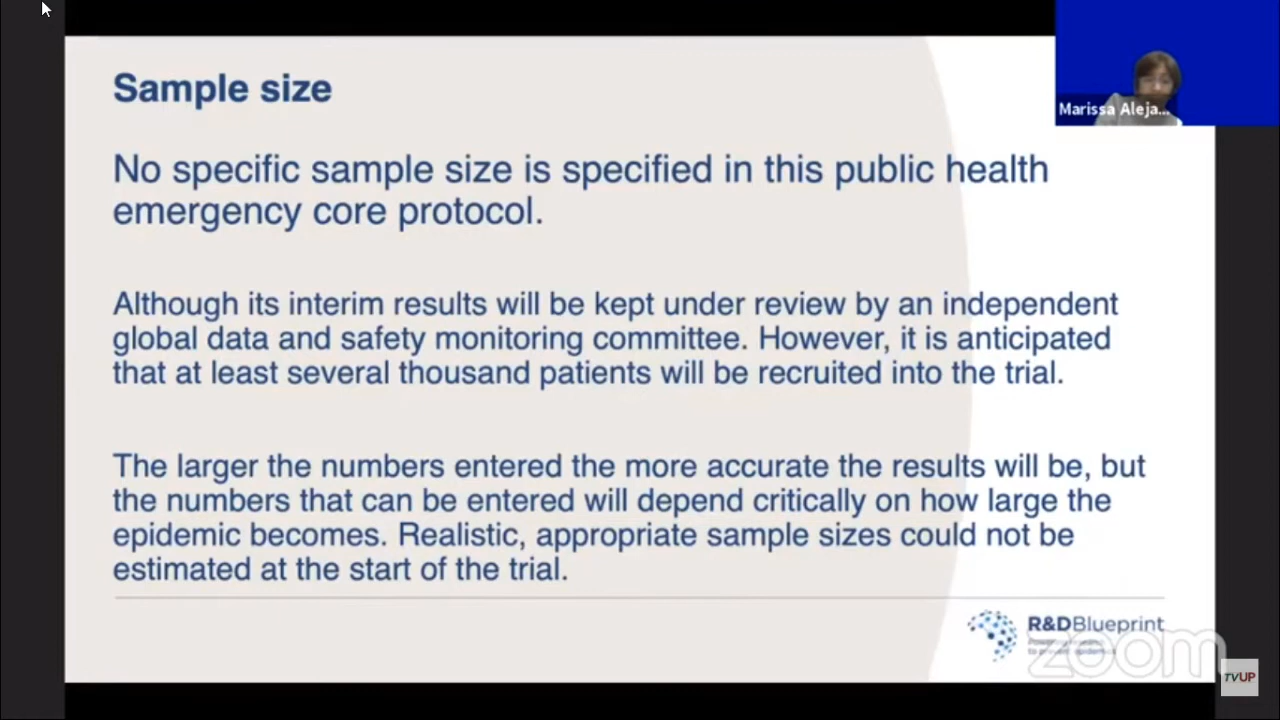 Sample size
Marissa Aleja...
No specific sample size is specified in this public health
emergency core protocol.
Although its interim results will be kept under review by an independent
global data and safety monitoring committee. However, it is anticipated
that at least several thousand patients will be recruited into the trial.
The larger the numbers entered the more accurate the results will be, but
the numbers that can be entered will depend critically on how large the
epidemic becomes. Realistic, appropriate sample sizes could not be
estimated at the start of the trial.
R&DBlueprint
to prevent epidemics
zoom
TVUP